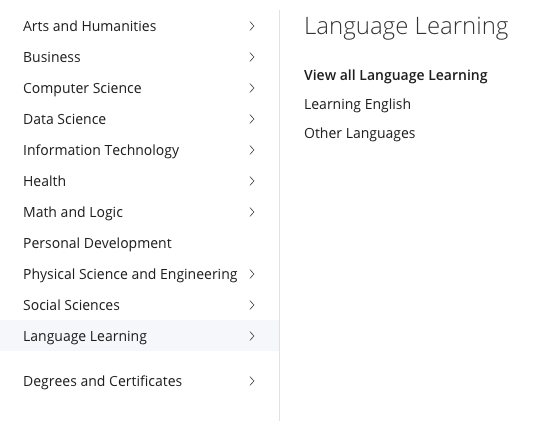 Arts and Humanities
Business
Computer Science
Data Science
Information Technology
Health
Math and Logic
Personal Development
Physical Science and Engineering
Social Sciences
Language Learning
Degrees and Certificates
Language Learning
View all Language Learning
Learning English
Other Languages